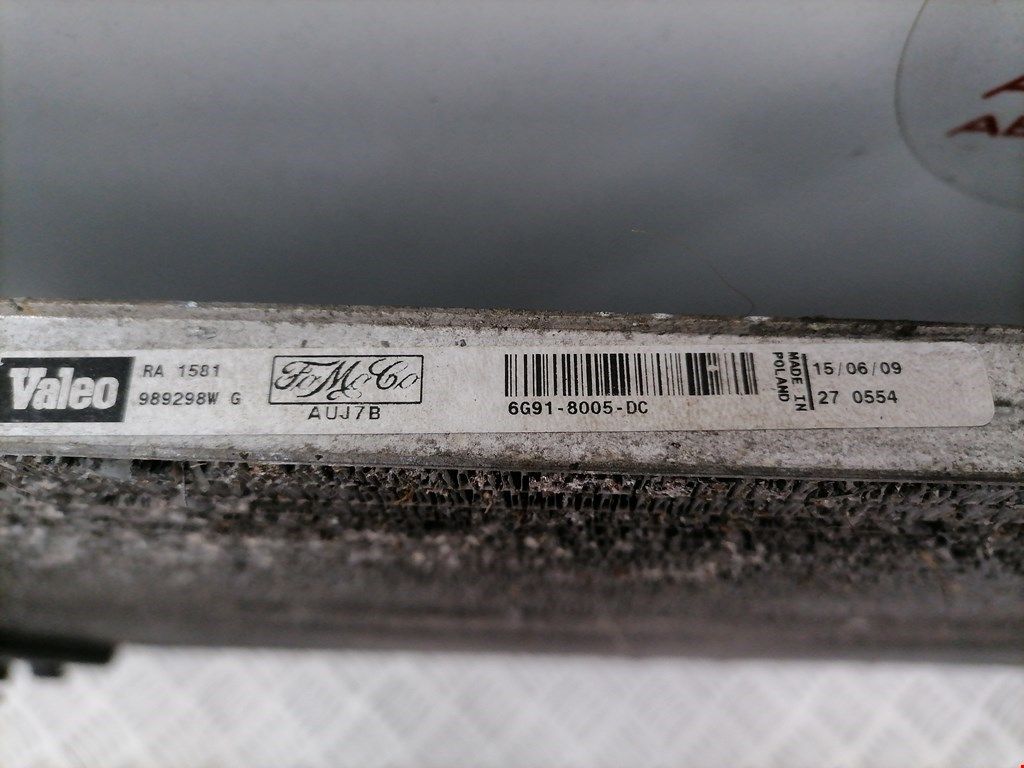 Valeo
RA 1581
989298W G
FoMoCo
AUJ7B
6G91-8005-DC
MADE IN
POLAND
15/06/09
27 0554